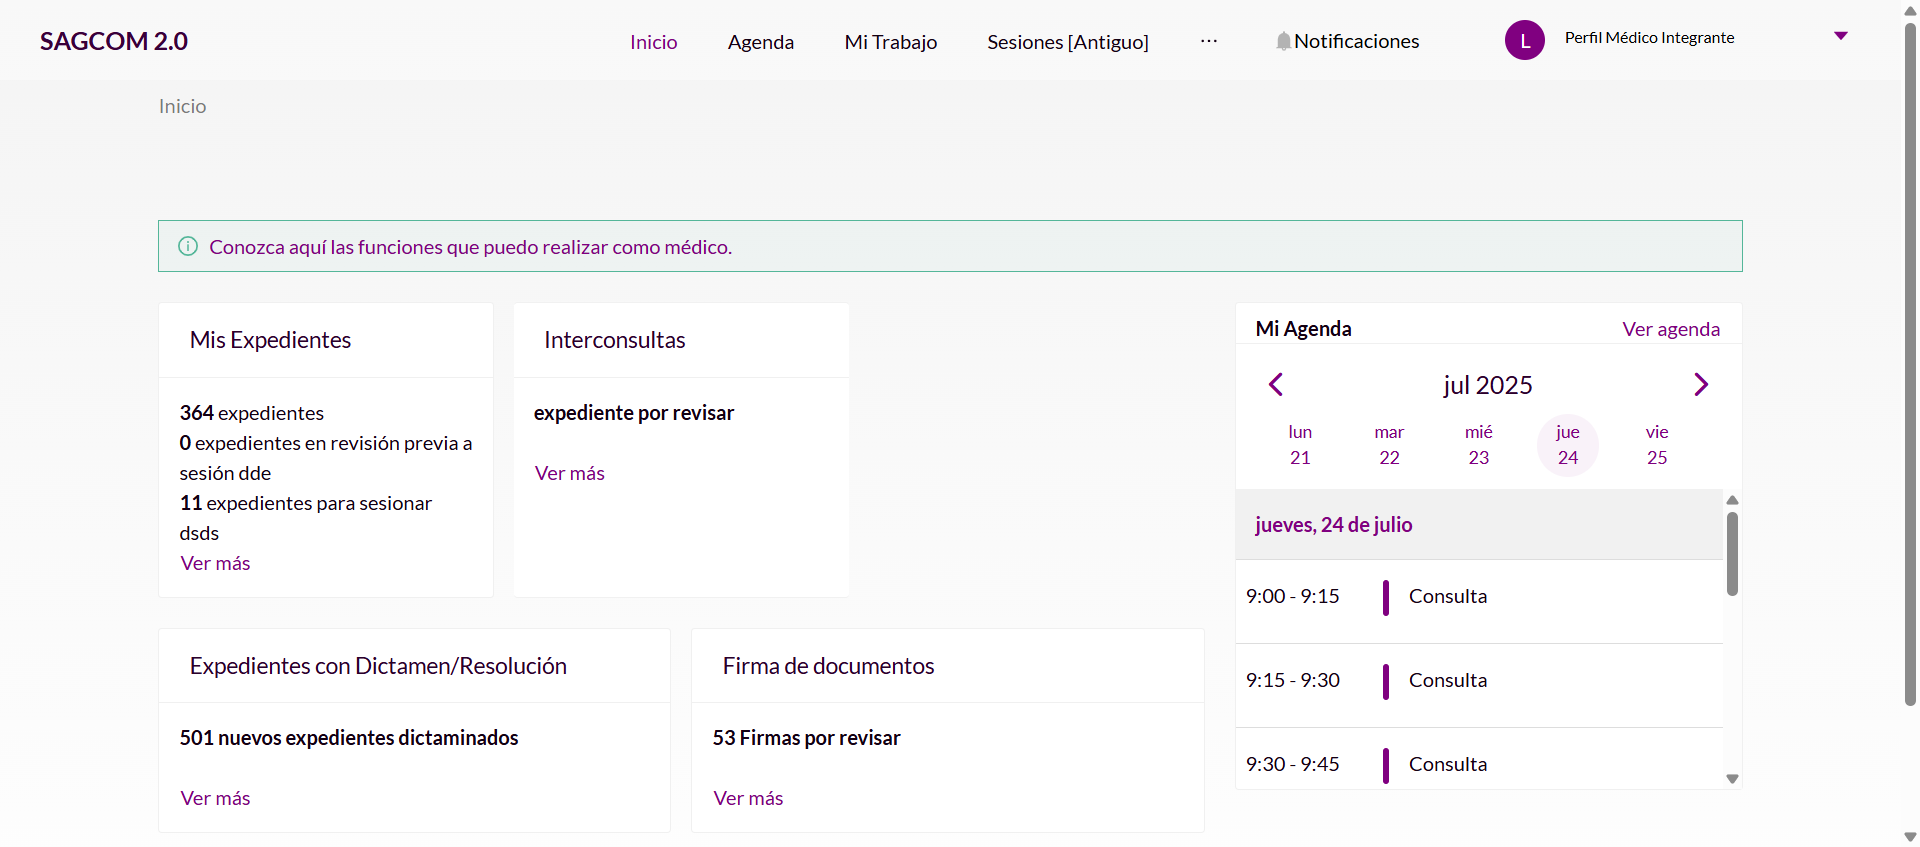 SAGCOM 2.0
Inicio
Agenda
Mi Trabajo
Sesiones [Antiguo]
...
Notificaciones
L
Perfil Médico Integrante
Inicio
Conozca aquí las funciones que puedo realizar como médico.
Mis Expedientes
364 expedientes
0 expedientes en revisión previa a
sesión dde
11 expedientes para sesionar
dsds
Ver más
Interconsultas
expediente por revisar
Ver más
Expedientes con Dictamen/Resolución
501 nuevos expedientes dictaminados
Ver más
Firma de documentos
53 Firmas por revisar
Ver más
Mi Agenda
Ver agenda
jul 2025
lun mar mié jue vie
21 22 23 24 25
jueves, 24 de julio
9:00 - 9:15 Consulta
9:15 - 9:30 Consulta
9:30 - 9:45 Consulta